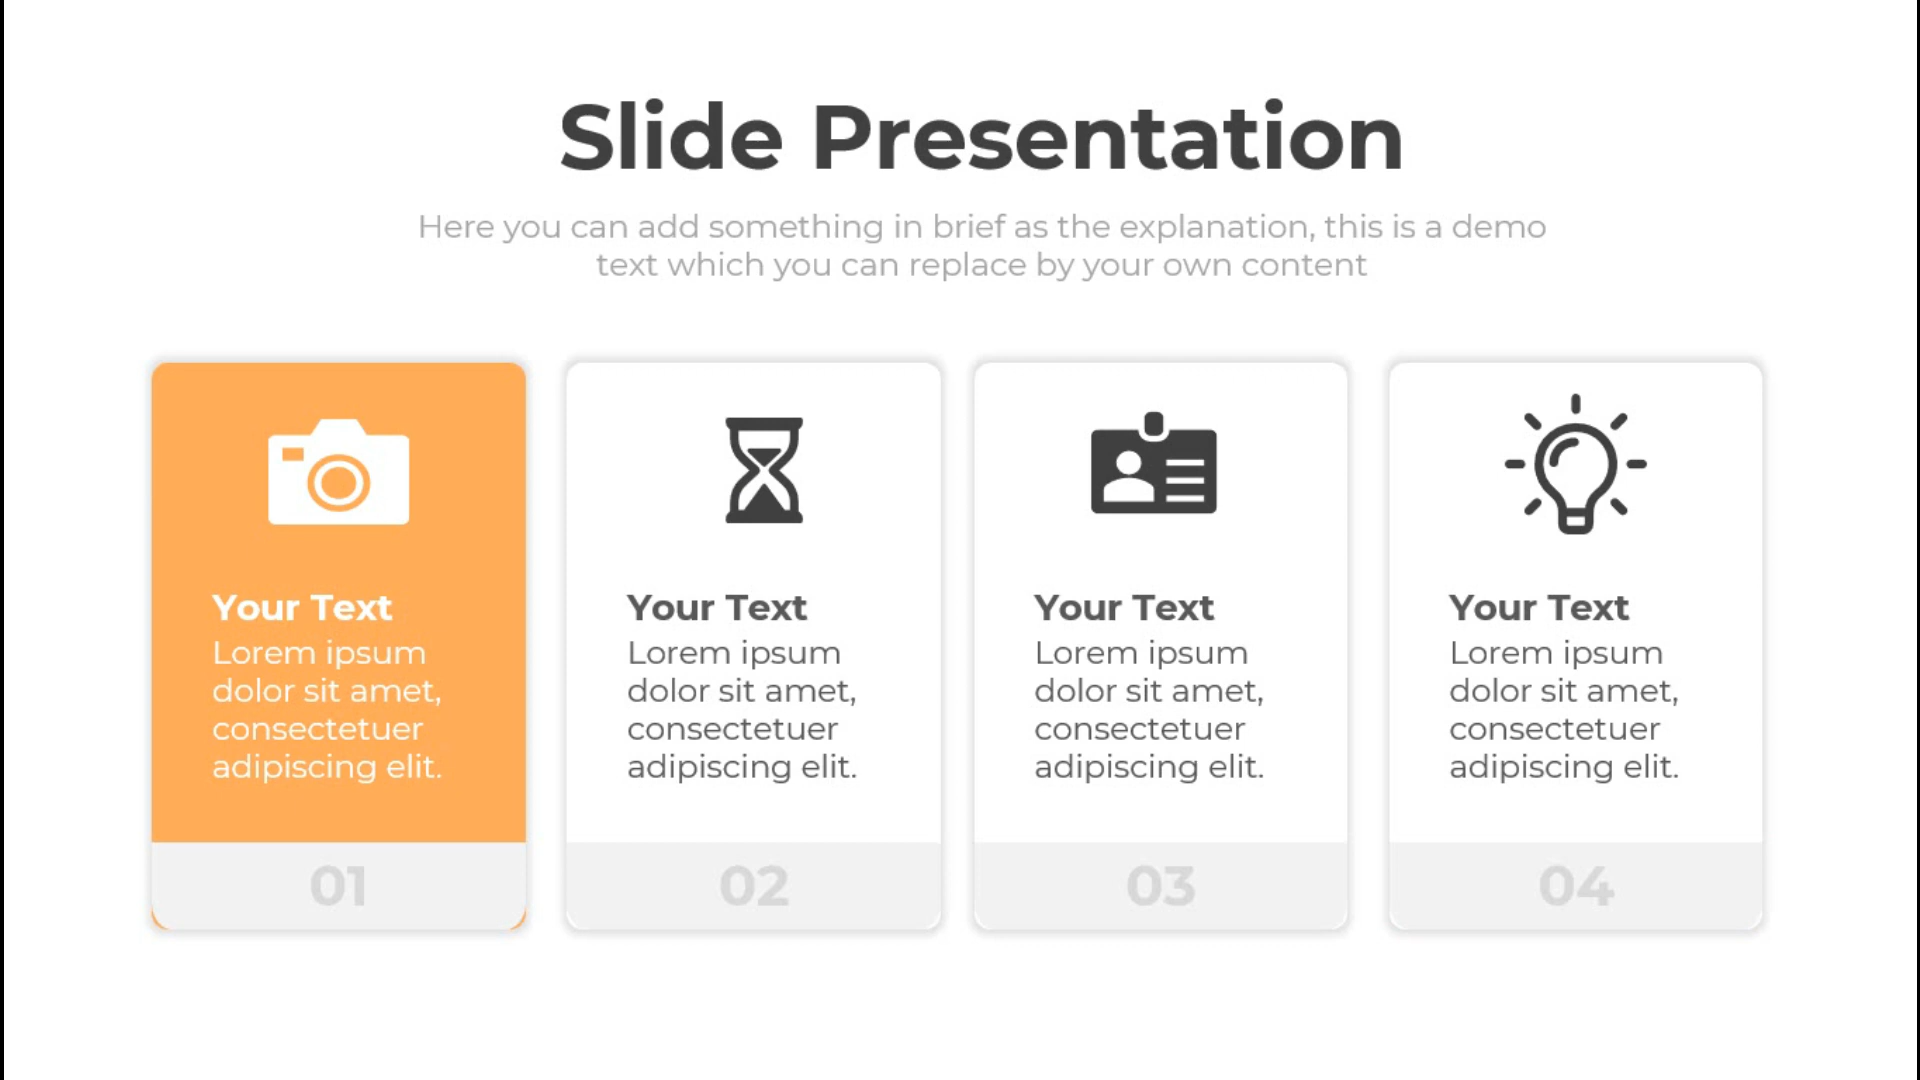 Slide Presentation
Here you can add something in brief as the explanation, this is a demo
text which you can replace by your own content
Your Text
Lorem ipsum
dolor sit amet,
consectetuer
adipiscing elit.
01
Your Text
Lorem ipsum
dolor sit amet,
consectetuer
adipiscing elit.
02
Your Text
Lorem ipsum
dolor sit amet,
consectetuer
adipiscing elit.
03
Your Text
Lorem ipsum
dolor sit amet,
consectetuer
adipiscing elit.
04